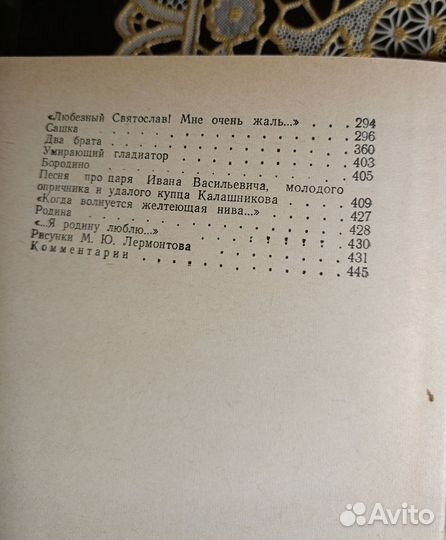 «Любезный Святослав! Мне очень жаль...» . . . 294
Сашка . . . . . . . . . . 296
Два брата . . . . . . . . . . 360
Умирающий гладиатор . . . . . . . 403
Бородино . . . . . . . . . . 405
Песня про царя Ивана Васильевича, молодого
опричника и удалого купца Калашникова . . . 409
«Когда волнуется желтеющая нива...» . . . . 427
Родина . . . . . . . . . . 428
«...Я родину люблю...» . . . . . . . 430
Рисунки М. Ю. Лермонтова . . . . . . 431
Комментарии . . . . . . . . . 445
Avito